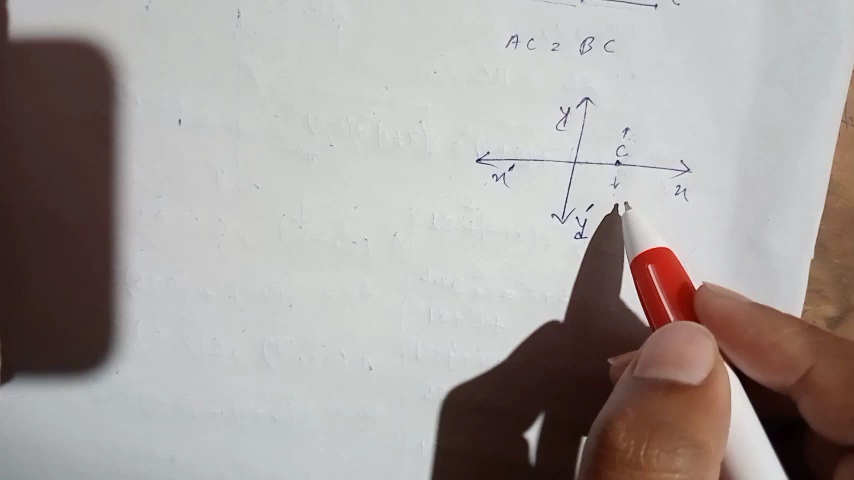 AC = BC
y
C
x' x
y'